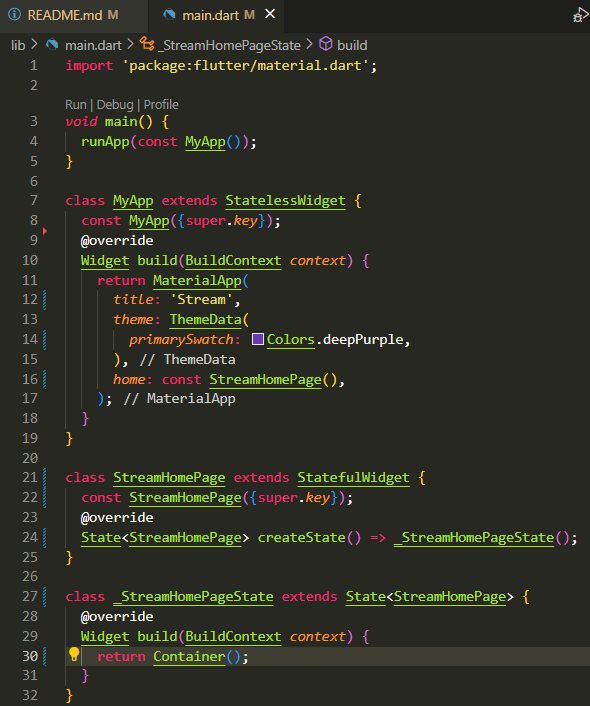 README.md M main.dart M
lib > main.dart > _StreamHomePageState > build
1 import 'package:flutter/material.dart';
2
Run | Debug | Profile
3 void main() {
4   runApp(const MyApp());
5 }
6
7 class MyApp extends StatelessWidget {
8   const MyApp({super.key});
9   @override
10   Widget build(BuildContext context) {
11     return MaterialApp(
12       title: 'Stream',
13       theme: ThemeData(
14         primarySwatch: Colors.deepPurple,
15       ), // ThemeData
16       home: const StreamHomePage(),
17     ); // MaterialApp
18   }
19 }
20
21 class StreamHomePage extends StatefulWidget {
22   const StreamHomePage({super.key});
23   @override
24   State<StreamHomePage> createState() => _StreamHomePageState();
25 }
26
27 class _StreamHomePageState extends State<StreamHomePage> {
28   @override
29   Widget build(BuildContext context) {
30     return Container();
31   }
32 }